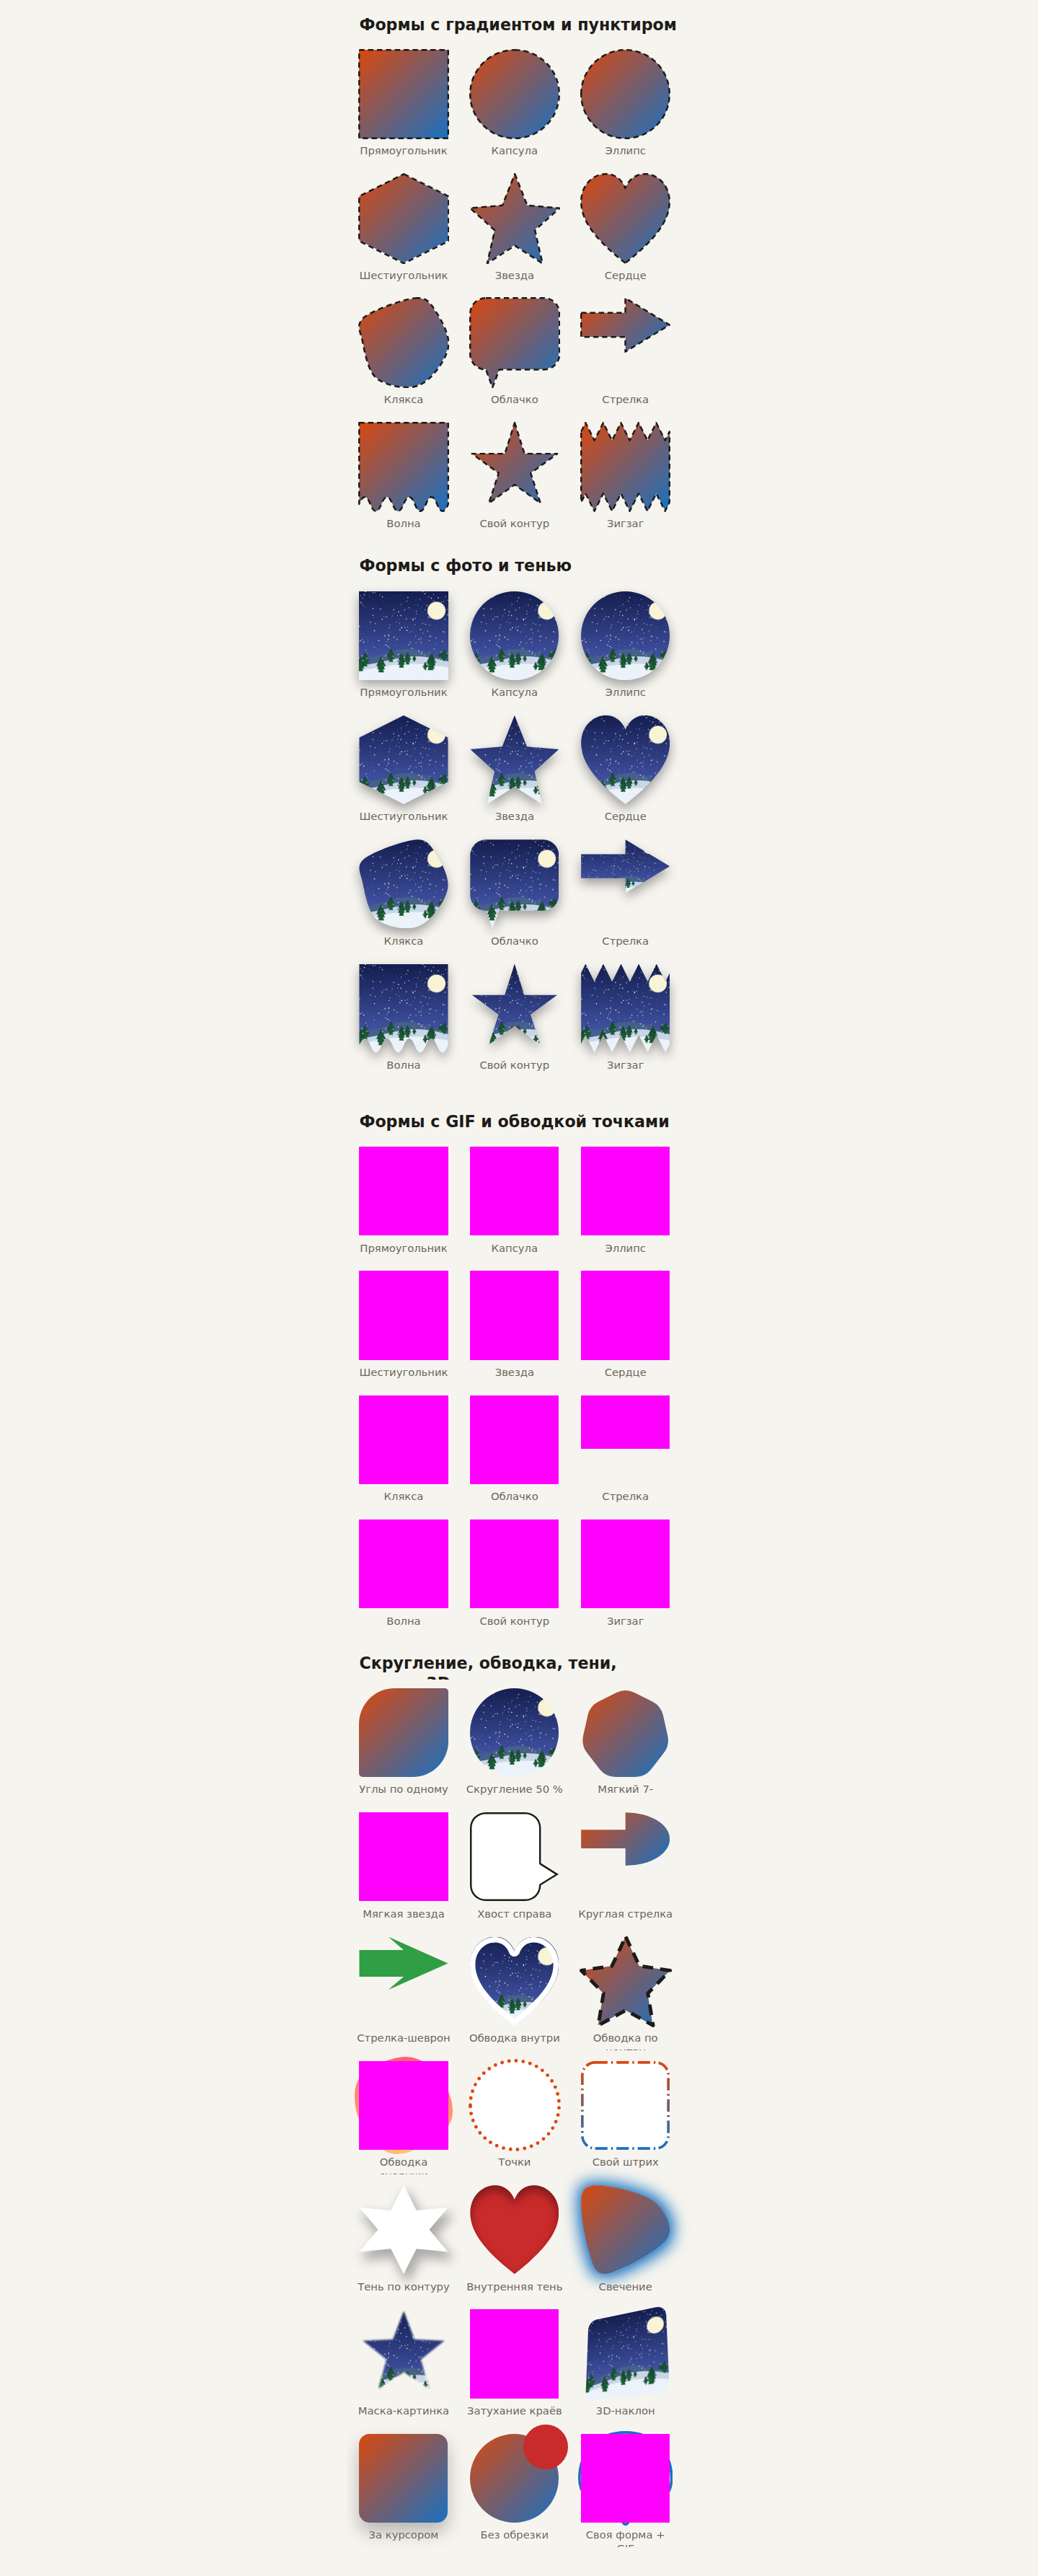 Формы с градиентом и пунктиром
Прямоугольник
Капсула
Эллипс
Шестиугольник
Звезда
Сердце
Клякса
Облачко
Стрелка
Волна
Свой контур
Зигзаг
Формы с фото и тенью
Прямоугольник
Капсула
Эллипс
Шестиугольник
Звезда
Сердце
Клякса
Облачко
Стрелка
Волна
Свой контур
Зигзаг
Формы с GIF и обводкой точками
Прямоугольник
Капсула
Эллипс
Шестиугольник
Звезда
Сердце
Клякса
Облачко
Стрелка
Волна
Свой контур
Зигзаг
Скругление, обводка, тени,
Углы по одному
Скругление 50 %
Мягкий 7-
Мягкая звезда
Хвост справа
Круглая стрелка
Стрелка-шеврон
Обводка внутри
Обводка по
Обводка
Точки
Свой штрих
Тень по контуру
Внутренняя тень
Свечение
Маска-картинка
Затухание краёв
3D-наклон
За курсором
Без обрезки
Своя форма +